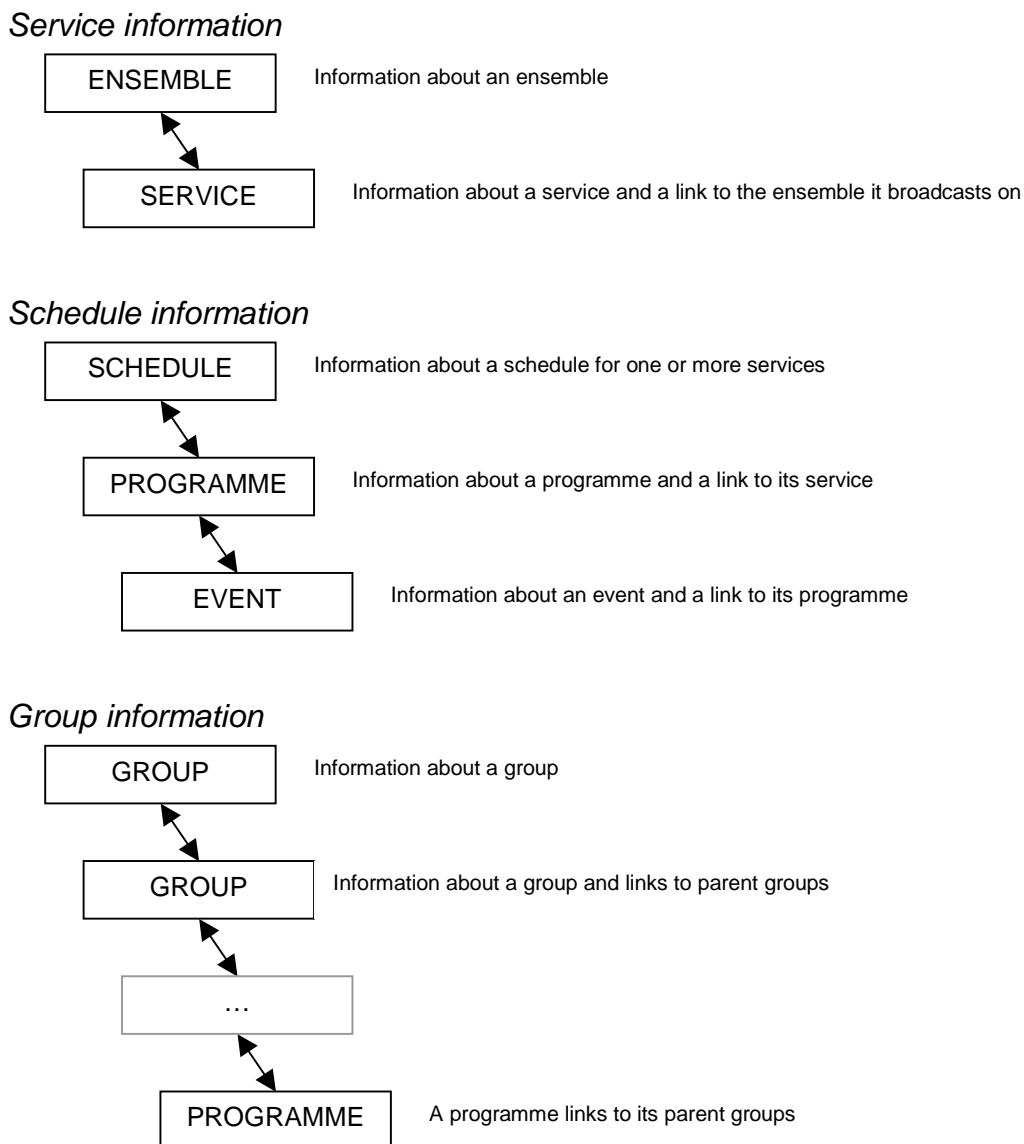 Service information
ENSEMBLE Information about an ensemble
SERVICE Information about a service and a link to the ensemble it broadcasts on
Schedule information
SCHEDULE Information about a schedule for one or more services
PROGRAMME Information about a programme and a link to its service
EVENT Information about an event and a link to its programme
Group information
GROUP Information about a group
GROUP Information about a group and links to parent groups
…
PROGRAMME A programme links to its parent groups